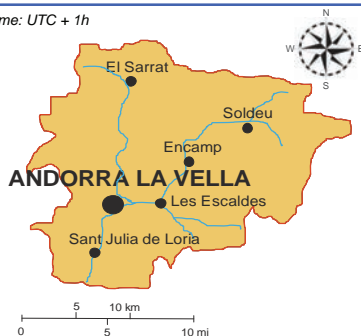 me: UTC + 1h
N
W E
S
El Sarrat
Soldeu
Encamp
ANDORRA LA VELLA
Les Escaldes
Sant Julia de Loria
5 10 km
0 5 10 mi